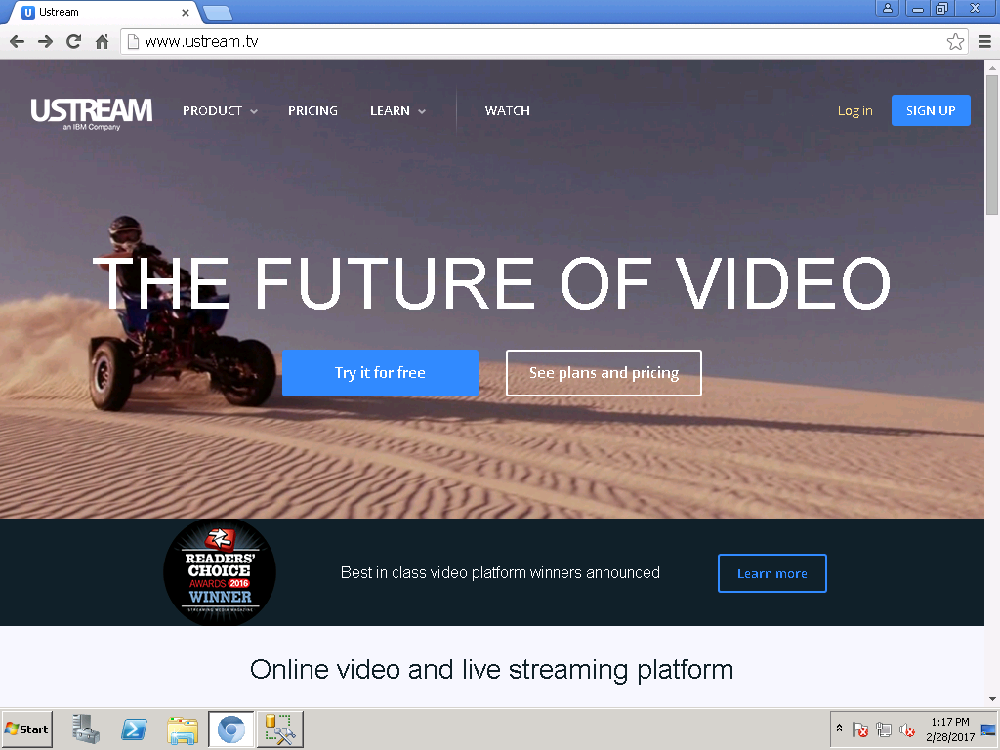 Ustream
www.ustream.tv
USTREAM
an IBM Company
PRODUCT
PRICING
LEARN
WATCH
Log in
SIGN UP
THE FUTURE OF VIDEO
Try it for free
See plans and pricing
READERS'
CHOICE
AWARDS 2016
WINNER
STREAMING MEDIA MAGAZINE
Best in class video platform winners announced
Learn more
Online video and live streaming platform
Start
1:17 PM
2/28/2017